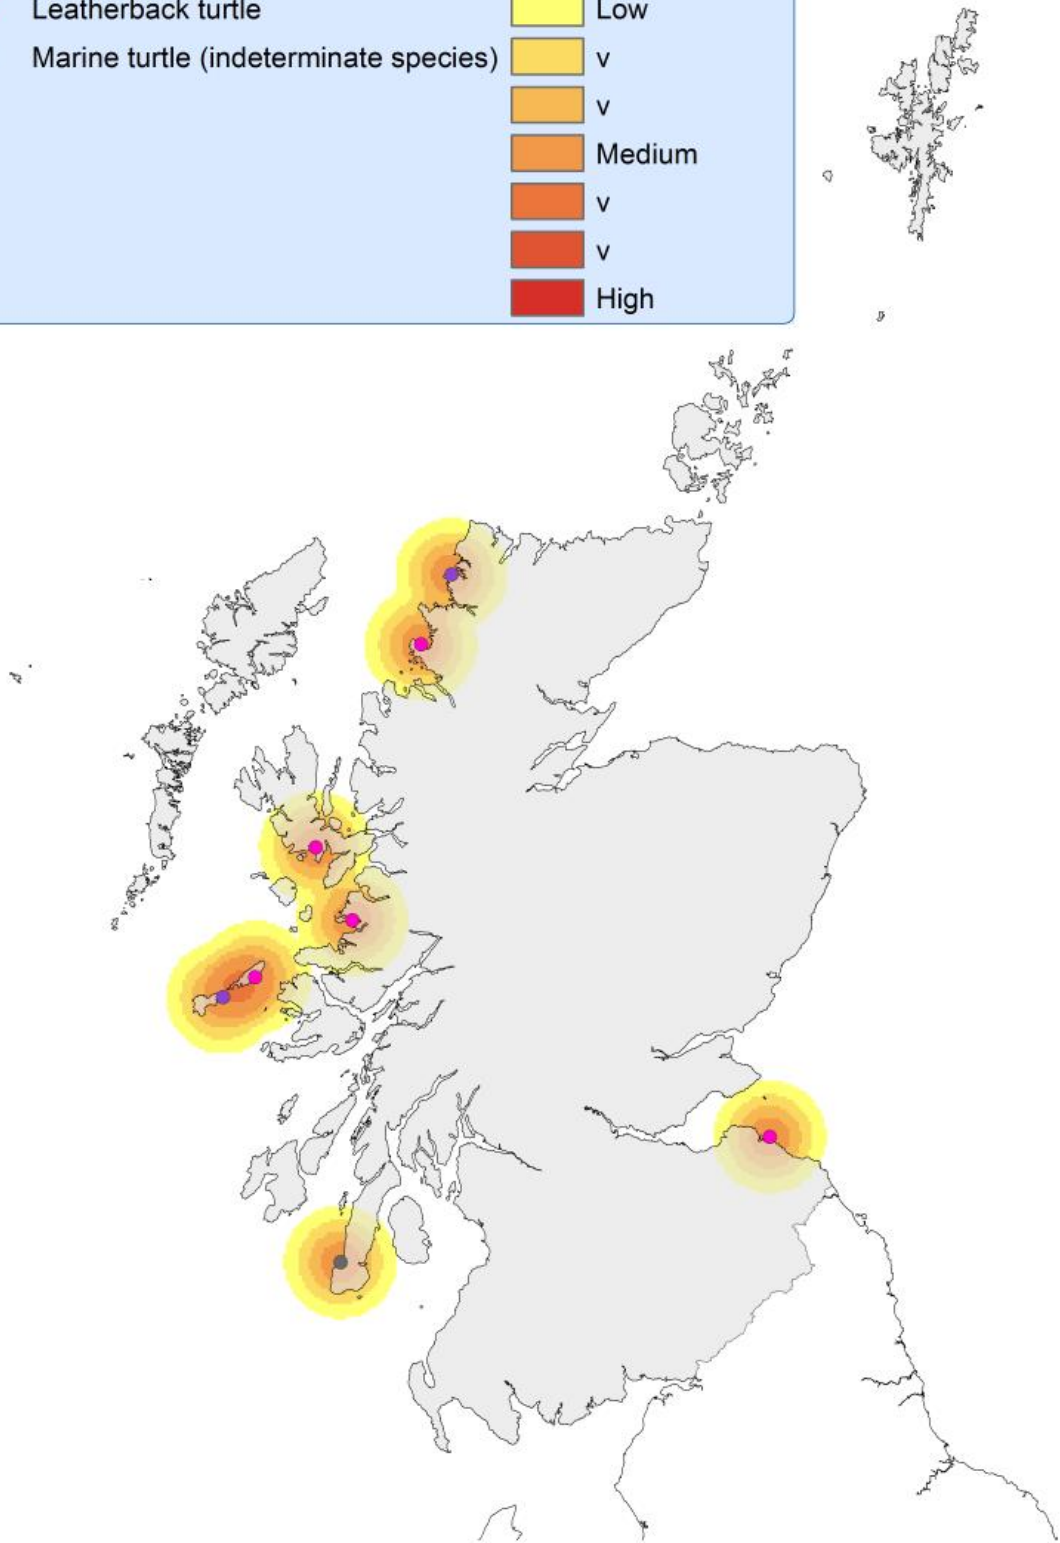 Leatherback turtle Low
Marine turtle (indeterminate species) v
v
Medium
v
v
High